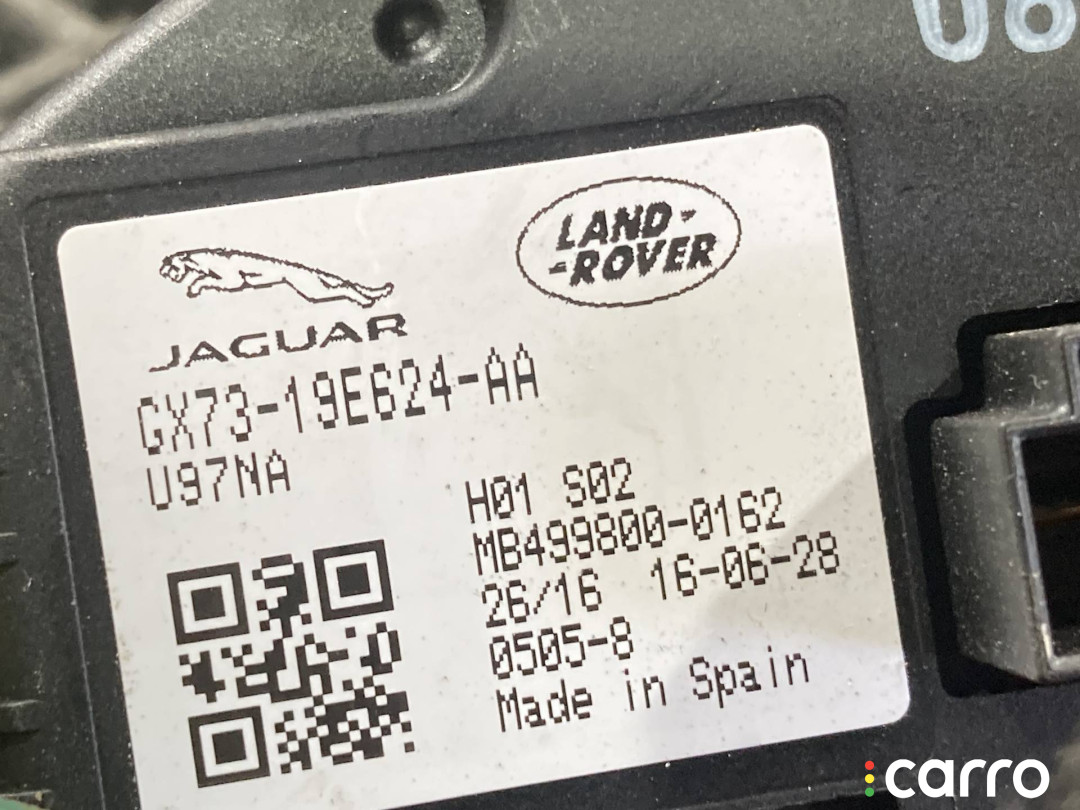 LAND-
-ROVER
JAGUAR
GX73-19E624-AA
U97NA
H01 S02
MB499800-0162
26/16 16-06-28
0505-8
Made in Spain
carro